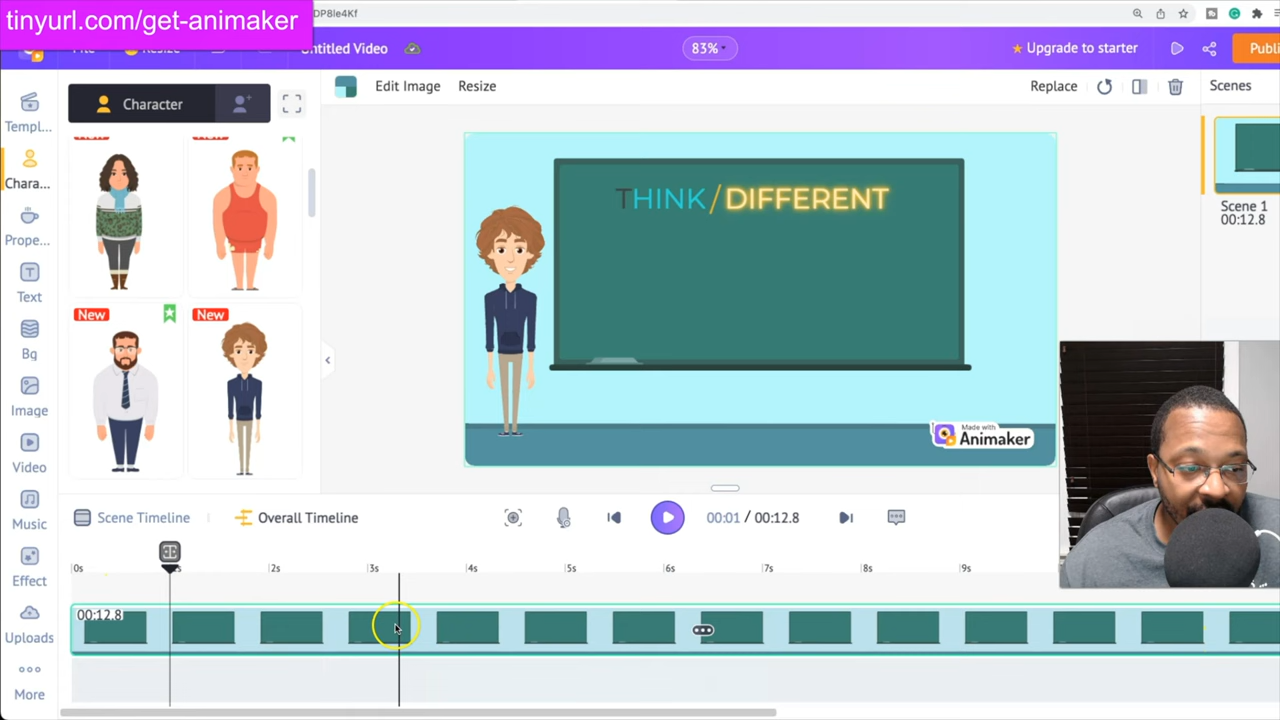 tinyurl.com/get-animaker
DP8le4Kf
Untitled Video
83%
Upgrade to starter
Publi
Templ...
Chara...
Prope...
Text
Bg
Image
Video
Music
Effect
Uploads
More
Character
New
New
Edit Image
Resize
Replace
Scenes
THINK/DIFFERENT
Made with
Animaker
Scene 1
00:12.8
Scene Timeline
Overall Timeline
00:01 / 00:12.8
0s
2s
3s
4s
5s
6s
7s
8s
9s
00:12.8